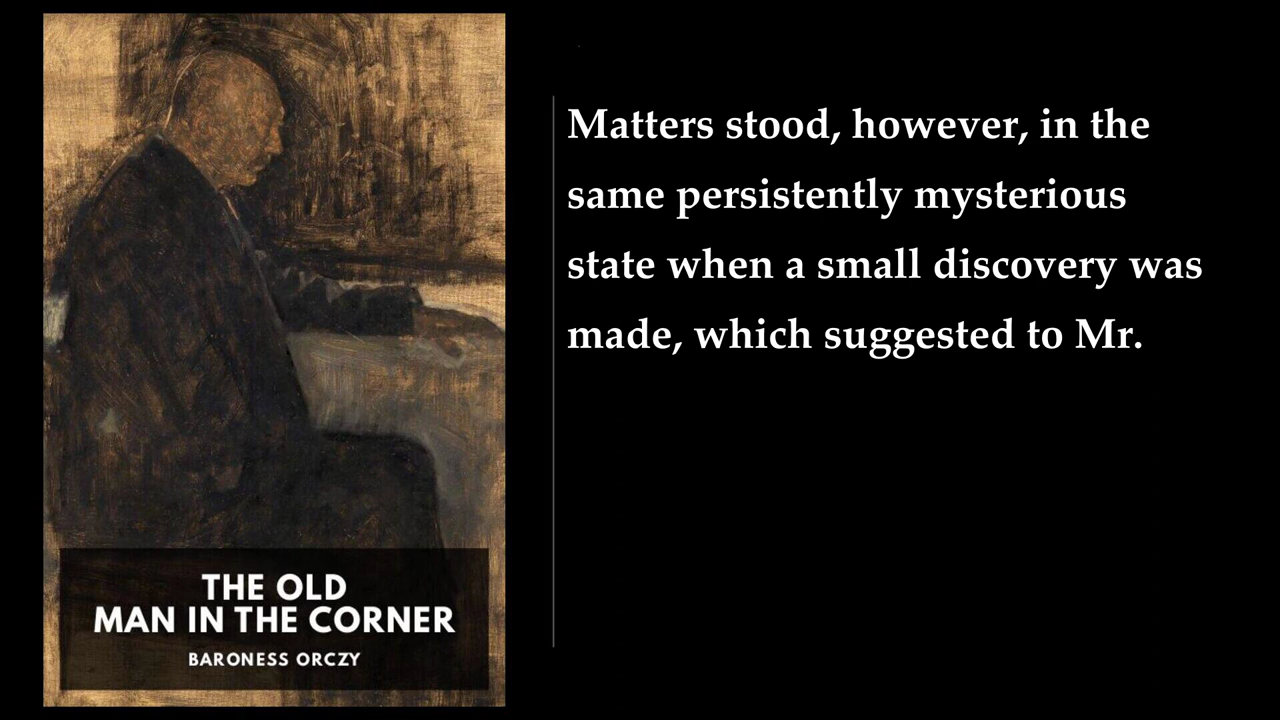 THE OLD
MAN IN THE CORNER
BARONESS ORCZY
Matters stood, however, in the
same persistently mysterious
state when a small discovery was
made, which suggested to Mr.